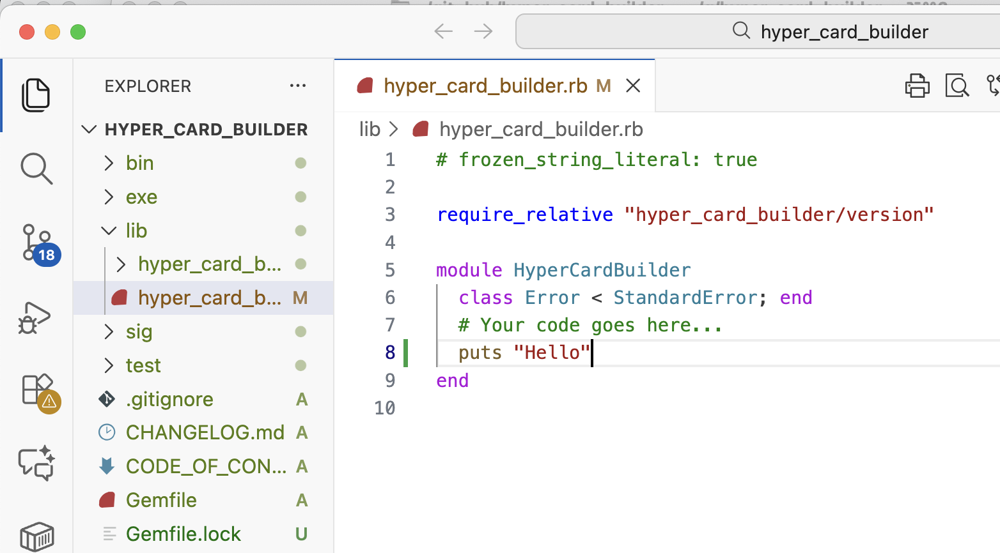 hyper_card_builder
EXPLORER
HYPER_CARD_BUILDER
bin
exe
lib
hyper_card_b...
hyper_card_b... M
sig
test
.gitignore A
CHANGELOG.md A
CODE_OF_CON... A
Gemfile A
Gemfile.lock U
18
hyper_card_builder.rb M
lib > hyper_card_builder.rb
1 # frozen_string_literal: true
2
3 require_relative "hyper_card_builder/version"
4
5 module HyperCardBuilder
6 class Error < StandardError; end
7 # Your code goes here...
8 puts "Hello"
9 end
10